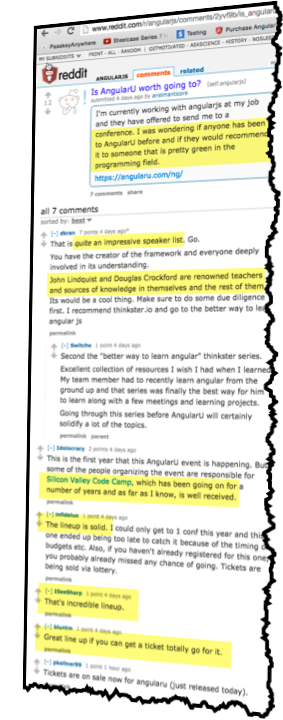 www.reddit.com/r/angularjs/comments/2yvf9b/is_angular
PasskeyAnywhere
Steelcase Series 7
Testing
Purchase Angular
MY SUBREDDITS FRONT - ALL - RANDOM | GETMOTIVATED - ASKSCIENCE - HISTORY - NOSLEEP
reddit ANGULARJS comments related
12
Is AngularU worth going to? (self.angularjs)
submitted 4 days ago by
I'm currently working with angularjs at my job
and they have offered to send me to a
conference. I was wondering if anyone has been
to AngularU before and if they would recommend
it to someone that is pretty green in the
programming field.
https://angularu.com/ng/
7 comments share
all 7 comments
sorted by: best
[-] dkran 7 points 4 days ago*
That is quite an impressive speaker list. Go.
You have the creator of the framework and everyone deeply
involved in its understanding.
John Lindquist and Douglas Crockford are renowned teachers
and sources of knowledge in themselves and the rest of them.
Its would be a cool thing. Make sure to do some due diligence
first. I recommend thinkster.io and go to the better way to lea
angular js
permalink
[-] Switche 1 point 4 days ago
Second the "better way to learn angular" thinkster series.
Excellent collection of resources I wish I had when I learned
My team member had to recently learn angular from the
ground up and that series was finally the best way for him
to learn along with a few meetings and learning projects.
Going through this series before AngularU will certainly
solidify a lot of the topics.
permalink parent
[-] Idolocracy 2 points 4 days ago
This is the first year that this AngularU event is happening. But
some of the people organizing the event are responsible for
Silicon Valley Code Camp, which has been going on for a
number of years and as far as I know, is well received.
permalink
[-] infidelux 1 point 4 days ago
The lineup is solid. I could only get to 1 conf this year and this
one ended up being too late to catch it because of the timing o
budgets etc. Also, if you haven't already registered for this one
you probably already missed any chance of going. Tickets are
being sold via lottery.
permalink
[-] ISeeSharp 1 point 4 days ago
That's incredible lineup.
permalink
[-] 1 point 4 days ago
Great line up if you can get a ticket totally go for it.
permalink
[-] pkellner99 1 point 1 hour ago
Tickets are on sale now for angularu (just released today).